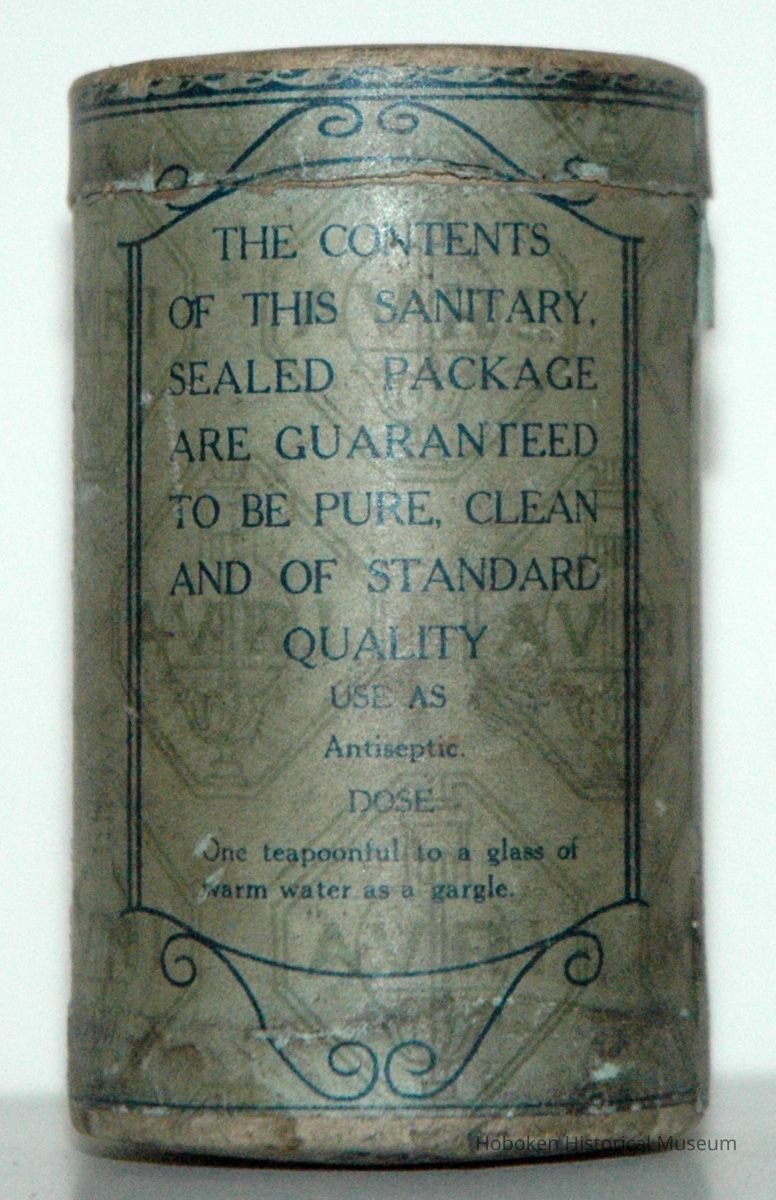 THE CONTENTS
OF THIS SANITARY,
SEALED PACKAGE
ARE GUARANTEED
TO BE PURE, CLEAN
AND OF STANDARD
QUALITY
USE AS
Antiseptic.
DOSE
One teapoonful to a glass of
warm water as a gargle.
Hoboken Historical Museum